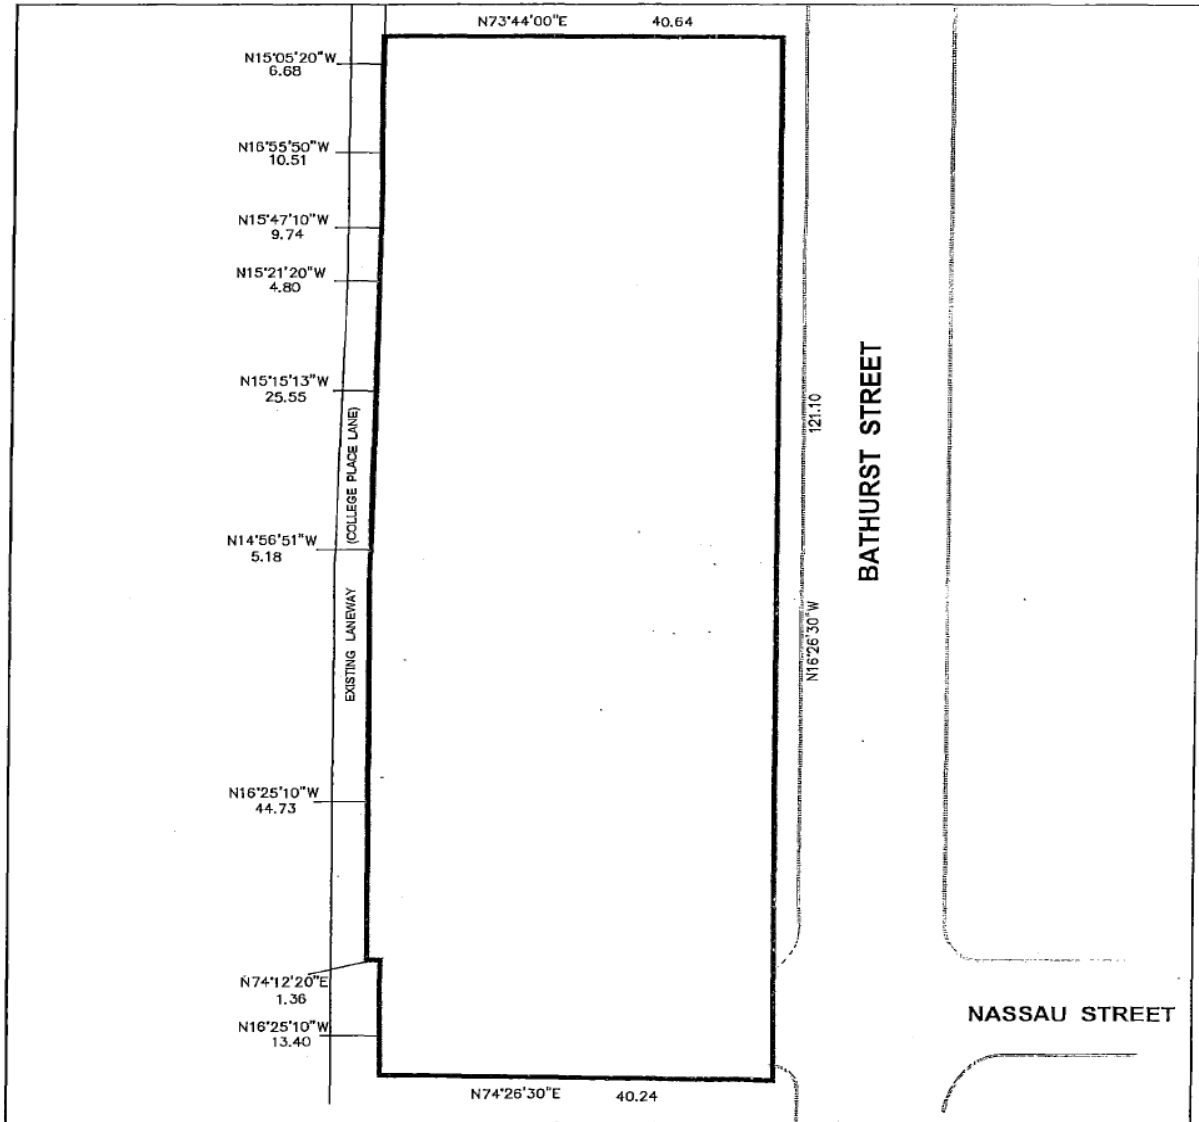 N73°44'00"E 40.64
N15°05'20"W
6.68
N16°55'50"W
10.51
N15°47'10"W
9.74
N15°21'20"W
4.80
N15°15'13"W
25.55
(COLLEGE PLACE LANE)
121.10
BATHURST STREET
N14°56'51"W
5.18
EXISTING LANEWAY
N16°26'30"W
N16°25'10"W
44.73
N74°12'20"E
1.36
N16°25'10"W
13.40
NASSAU STREET
N74°26'30"E 40.24